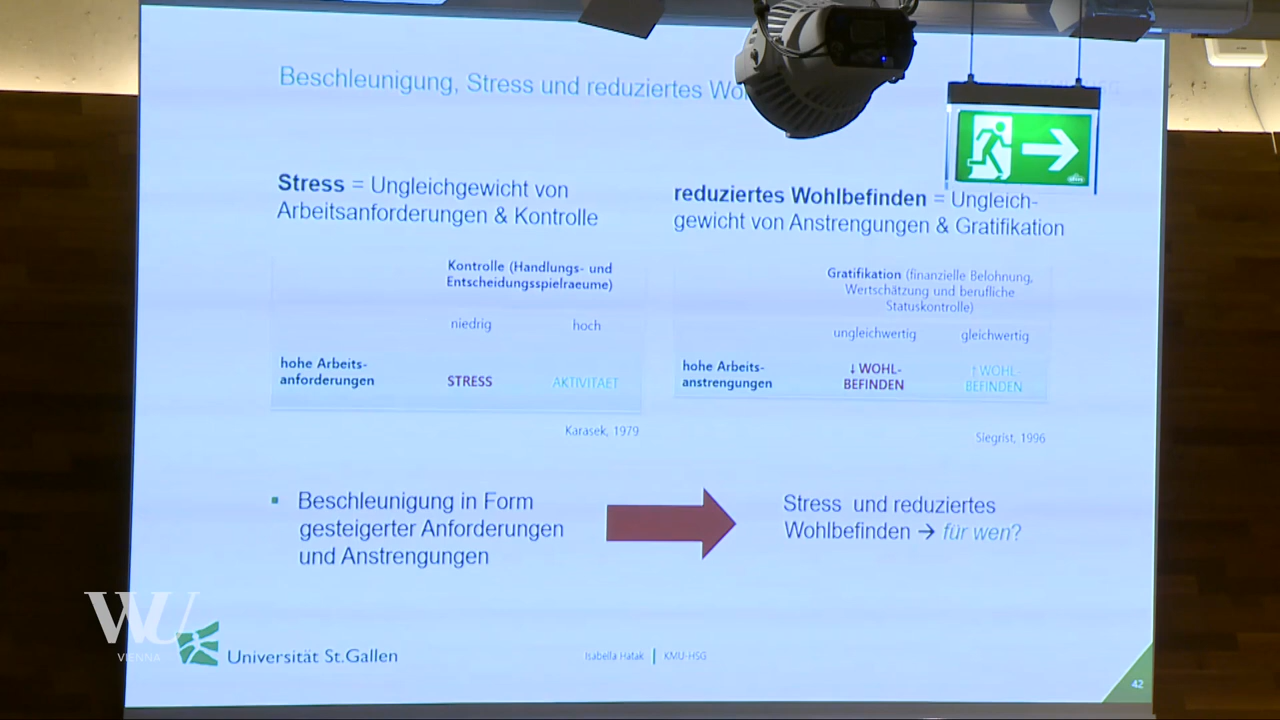 Beschleunigung, Stress und reduziertes
Stress = Ungleichgewicht von
Arbeitsanforderungen & Kontrolle
Kontrolle (Handlungs- und
Entscheidungsspielraeume)
niedrig hoch
hohe Arbeits-
anforderungen STRESS AKTIVITAET
Karasek, 1979
reduziertes Wohlbefinden = Ungleich-
gewicht von Anstrengungen & Gratifikation
Gratifikation (finanzielle Belohnung,
Wertschätzung und berufliche
Statuskontrolle)
ungleichwertig gleichwertig
hohe Arbeits-
anstrengungen
↓ WOHL-
BEFINDEN
↑ WOHL-
BEFINDEN
Siegrist, 1996
▪ Beschleunigung in Form
gesteigerter Anforderungen
und Anstrengungen
Stress und reduziertes
Wohlbefinden → für wen?
WU
VIENNA
Universität St.Gallen
Isabella Hatak | KMU-HSG
42